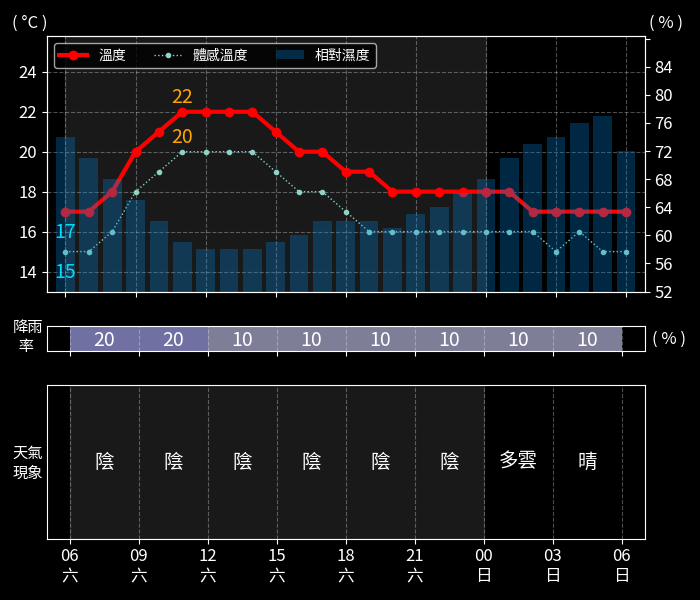 ( °C )
( % )
溫度
體感溫度
相對濕度
24
22
20
18
16
14
84
80
76
72
68
64
60
56
52
22
20
17
15
降雨率
20 20 10 10 10 10 10 10
( % )
天氣現象
陰 陰 陰 陰 陰 陰 多雲 晴
06 09 12 15 18 21 00 03 06
六 六 六 六 六 六 日 日 日